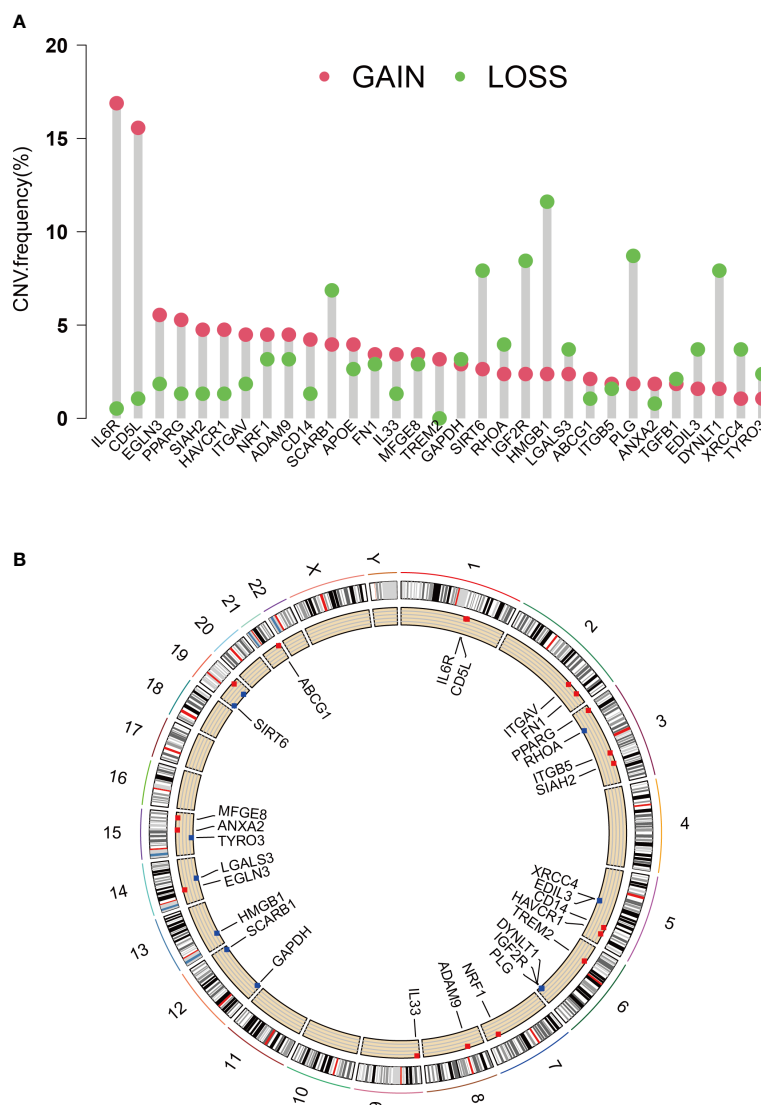 A
20
15
10
5
0
CNV.frequency(%)
GAIN LOSS
IL6R
CD5L
EGLN3
PPARG
SIAH2
HAVCR1
ITGAV
NRF1
ADAM9
CD14
SCARB1
APOE
FN1
IL33
MFGE8
TREM2
GAPDH
SIRT6
RHOA
IGF2R
HMGB1
LGALS3
ABCG1
ITGB5
PLG
ANXA2
TGFB1
EDIL3
DYNLT1
XRCC4
TYRO3
B
1
2
3
4
5
6
7
8
9
10
11
12
13
14
15
16
17
18
19
20
21
22
X
Y
IL6R
CD5L
ITGAV
FN1
PPARG
RHOA
ITGB5
SIAH2
XRCC4
EDIL3
CD14
HAVCR1
TREM2
DYNLT1
IGF2R
PLG
NRF1
ADAM9
IL33
GAPDH
SCARB1
HMGB1
EGLN3
LGALS3
TYRO3
ANXA2
MFGE8
SIRT6
ABCG1